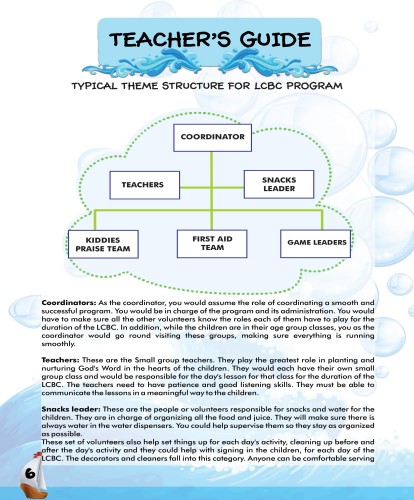 TEACHER'S GUIDE
TYPICAL THEME STRUCTURE FOR LCBC PROGRAM
COORDINATOR
TEACHERS
SNACKS
LEADER
KIDDIES
PRAISE TEAM
FIRST AID
TEAM
GAME LEADERS
Coordinators: As the coordinator, you would assume the role of coordinating a smooth and
successful program. You would be in charge of the program and its administration. You would
have to make sure all the other volunteers know the roles each of them have to play for the
duration of the LCBC. In addition, while the children are in their age group classes, you as the
coordinator would go round visiting these groups, making sure everything is running
smoothly.
Teachers: These are the Small group teachers. They play the greatest role in planting and
nurturing God's Word in the hearts of the children. They would each have their own small
group class and would be responsible for the day's lesson for that class for the duration of the
LCBC. The teachers need to have patience and good listening skills. They must be able to
communicate the lessons in a meaningful way to the children.
Snacks leader: These are the people or volunteers responsible for snacks and water for the
children. They are in charge of organizing all the food and juice. They will make sure there is
always water in the water dispensers. You could help supervise them so they stay as organized
as possible.
These set of volunteers also help set things up for each day's activity, cleaning up before and
after the day's activity and they could help with signing in the children, for each day of the
LCBC. The decorators and cleaners fall into this category. Anyone can be comfortable serving
6